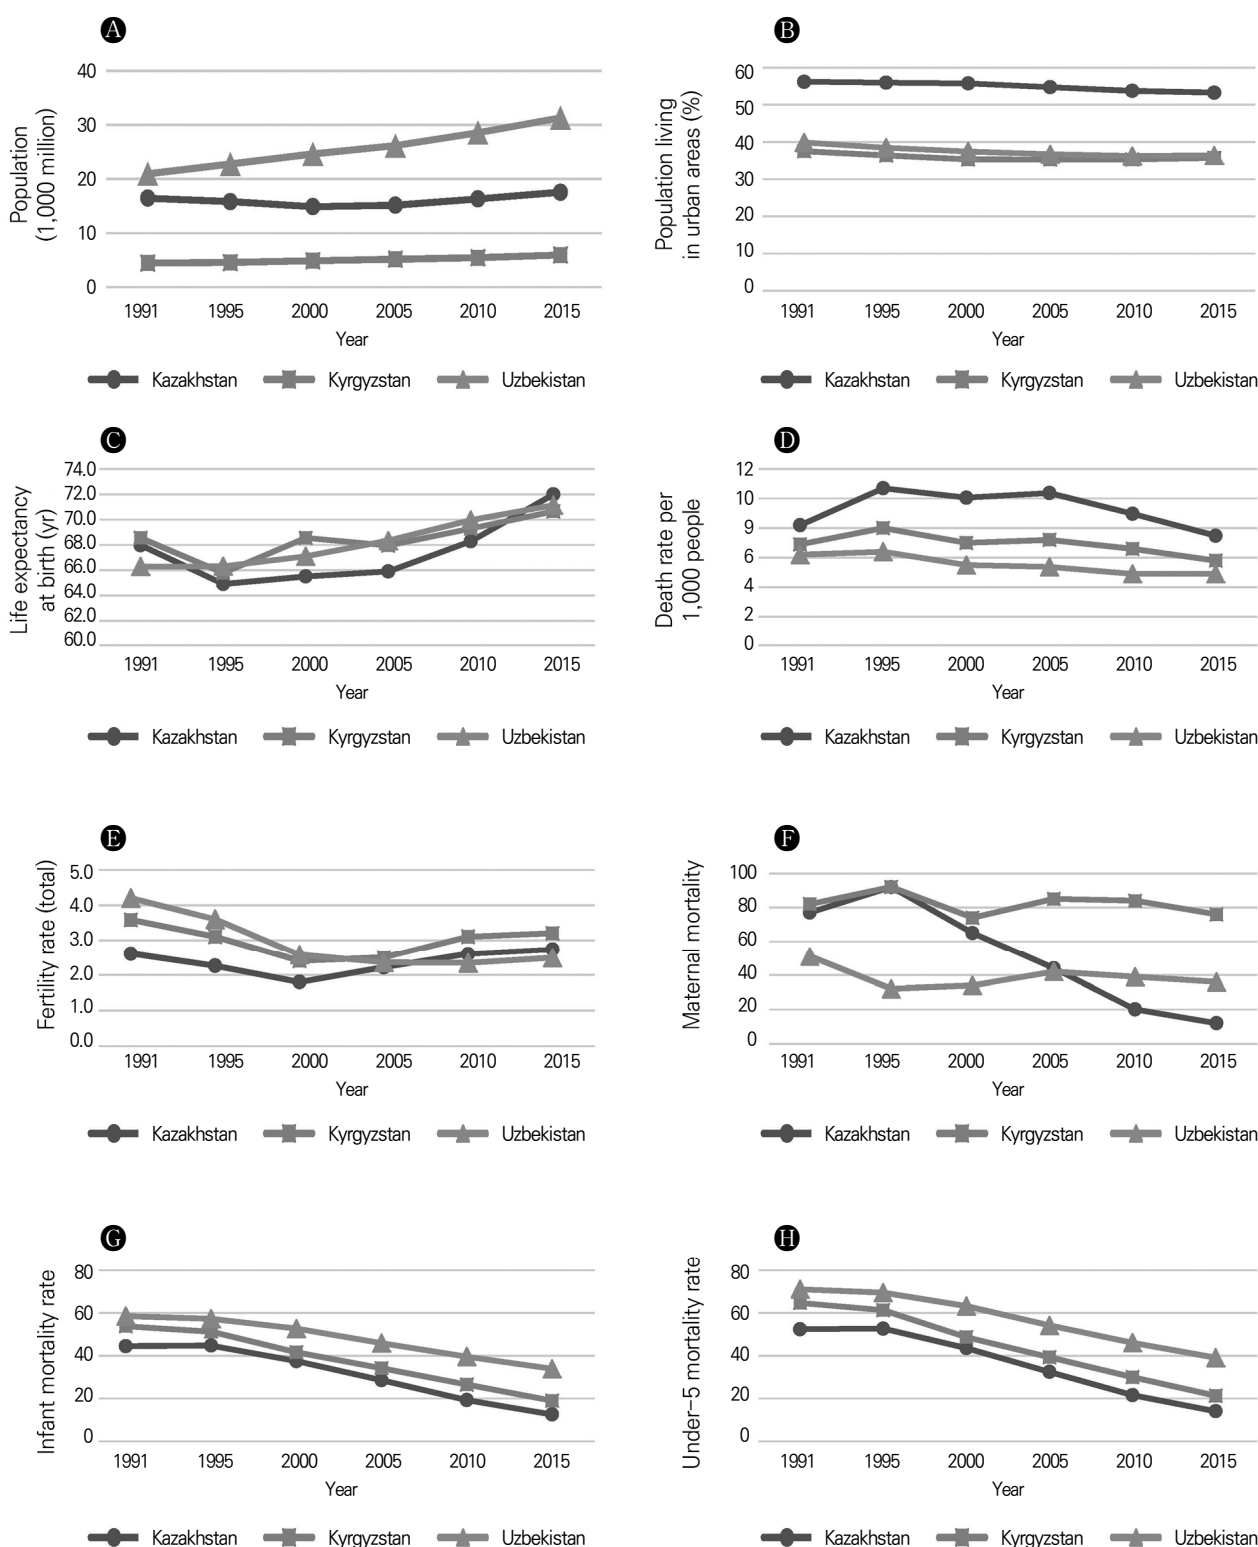 A
Population
(1,000 million)
40
30
20
10
0
1991 1995 2000 2005 2010 2015
Year
Kazakhstan Kyrgyzstan Uzbekistan
B
Population living
in urban areas (%)
60
50
40
30
20
10
0
1991 1995 2000 2005 2010 2015
Year
Kazakhstan Kyrgyzstan Uzbekistan
C
Life expectancy
at birth (yr)
74.0
72.0
70.0
68.0
66.0
64.0
62.0
60.0
1991 1995 2000 2005 2010 2015
Year
Kazakhstan Kyrgyzstan Uzbekistan
D
Death rate per
1,000 people
12
10
9
6
4
2
0
1991 1995 2000 2005 2010 2015
Year
Kazakhstan Kyrgyzstan Uzbekistan
E
Fertility rate (total)
5.0
4.0
3.0
2.0
1.0
0.0
1991 1995 2000 2005 2010 2015
Year
Kazakhstan Kyrgyzstan Uzbekistan
F
Maternal mortality
100
80
60
40
20
0
1991 1995 2000 2005 2010 2015
Year
Kazakhstan Kyrgyzstan Uzbekistan
G
Infant mortality rate
80
60
40
20
0
1991 1995 2000 2005 2010 2015
Year
Kazakhstan Kyrgyzstan Uzbekistan
H
Under–5 mortality rate
80
60
40
20
0
1991 1995 2000 2005 2010 2015
Year
Kazakhstan Kyrgyzstan Uzbekistan